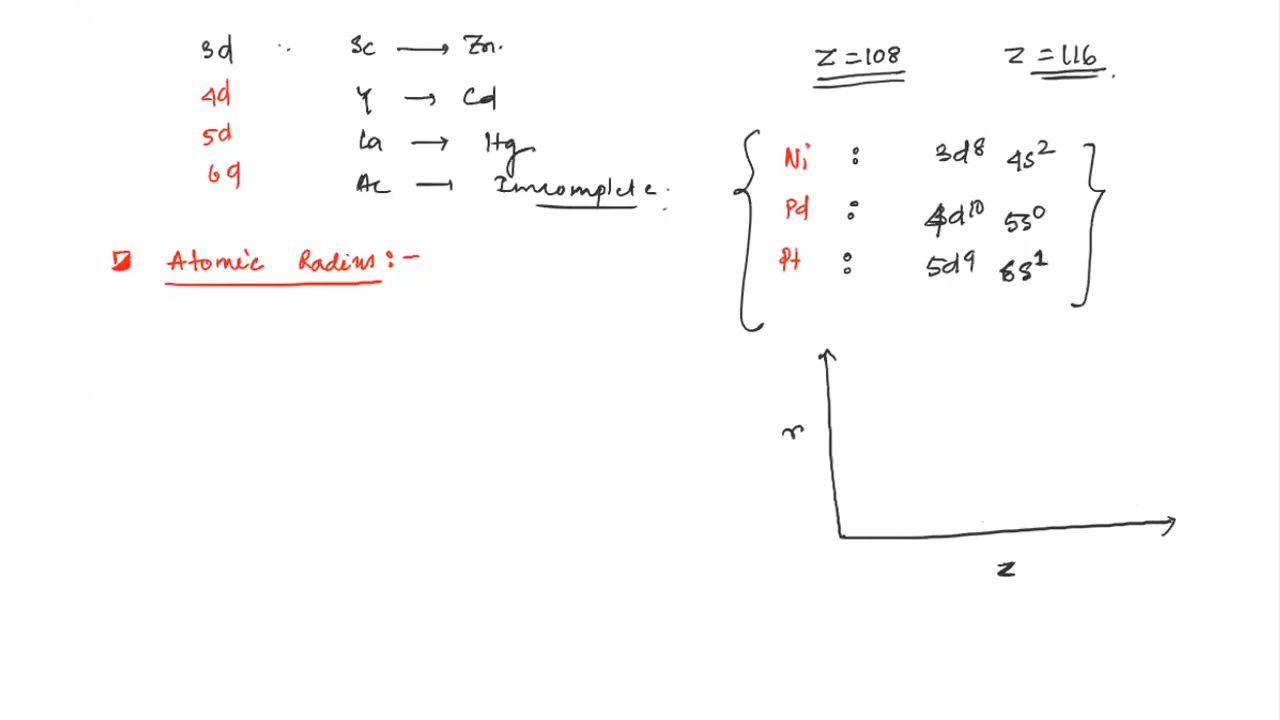 3d : Sc → Zn.
4d Y → Cd
5d La → Hg
6d Ac → Imcomplete.
Atomic Radius :-
Z = 108 Z = 116.
Ni : 3d8 4s2
Pd : 4d10 5s0
Pt : 5d9 6s1
r
Z